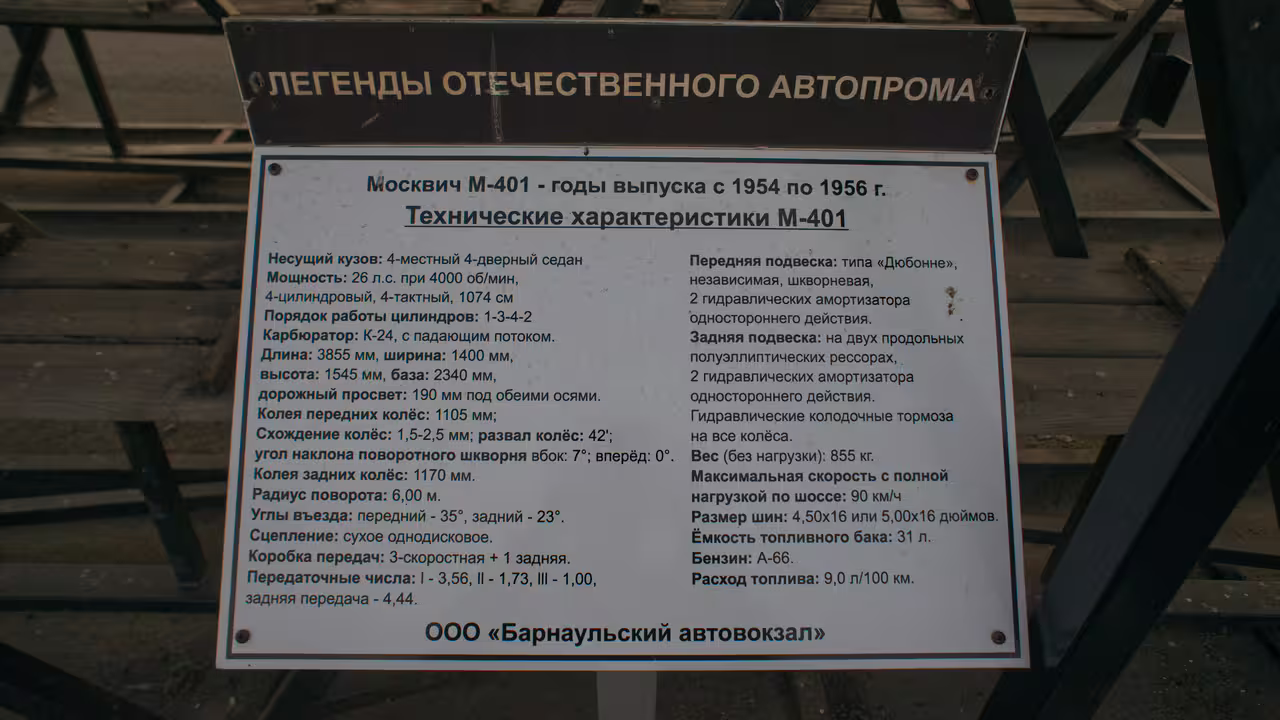 ЛЕГЕНДЫ ОТЕЧЕСТВЕННОГО АВТОПРОМА
Москвич М-401 - годы выпуска с 1954 по 1956 г.
Технические характеристики М-401
Несущий кузов: 4-местный 4-дверный седан
Мощность: 26 л.с. при 4000 об/мин,
4-цилиндровый, 4-тактный, 1074 см
Порядок работы цилиндров: 1-3-4-2
Карбюратор: К-24, с падающим потоком.
Длина: 3855 мм, ширина: 1400 мм,
высота: 1545 мм, база: 2340 мм,
дорожный просвет: 190 мм под обеими осями.
Колея передних колёс: 1105 мм;
Схождение колёс: 1,5-2,5 мм; развал колёс: 42';
угол наклона поворотного шкворня вбок: 7°; вперёд: 0°.
Колея задних колёс: 1170 мм.
Радиус поворота: 6,00 м.
Углы въезда: передний - 35°, задний - 23°.
Сцепление: сухое однодисковое.
Коробка передач: 3-скоростная + 1 задняя.
Передаточные числа: I - 3,56, II - 1,73, III - 1,00,
задняя передача - 4,44.
Передняя подвеска: типа «Дюбонне»,
независимая, шкворневая,
2 гидравлических амортизатора
одностороннего действия.
Задняя подвеска: на двух продольных
полуэллиптических рессорах,
2 гидравлических амортизатора
одностороннего действия.
Гидравлические колодочные тормоза
на все колёса.
Вес (без нагрузки): 855 кг.
Максимальная скорость с полной
нагрузкой по шоссе: 90 км/ч
Размер шин: 4,50х16 или 5,00х16 дюймов.
Ёмкость топливного бака: 31 л.
Бензин: А-66.
Расход топлива: 9,0 л/100 км.
ООО «Барнаульский автовокзал»